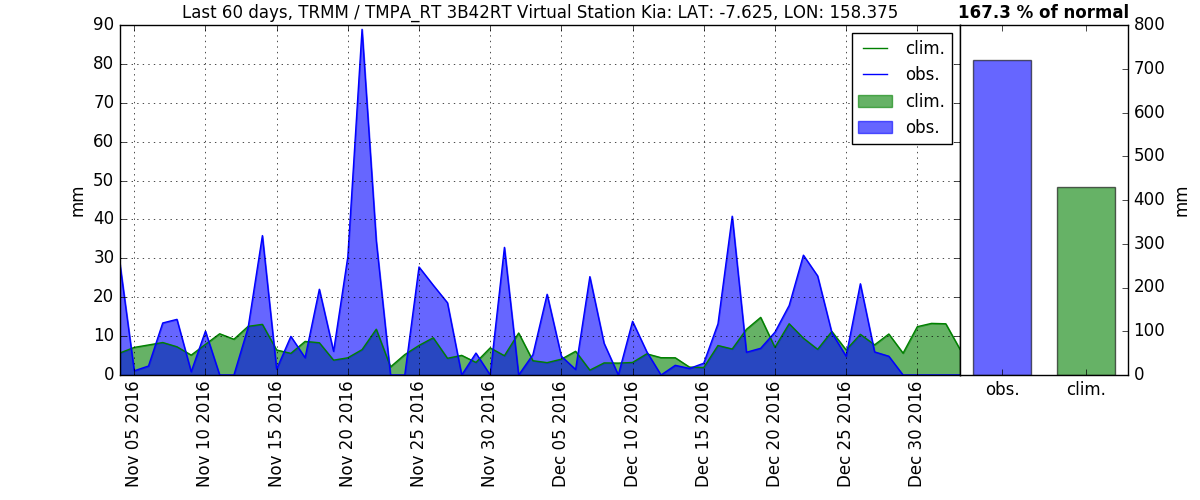 Last 60 days, TRMM / TMPA_RT 3B42RT Virtual Station Kia: LAT: -7.625, LON: 158.375
167.3 % of normal
90
80
70
60
50
40
30
20
10
0
mm
clim.
obs.
clim.
obs.
800
700
600
500
400
300
200
100
0
mm
Nov 05 2016
Nov 10 2016
Nov 15 2016
Nov 20 2016
Nov 25 2016
Nov 30 2016
Dec 05 2016
Dec 10 2016
Dec 15 2016
Dec 20 2016
Dec 25 2016
Dec 30 2016
obs.
clim.